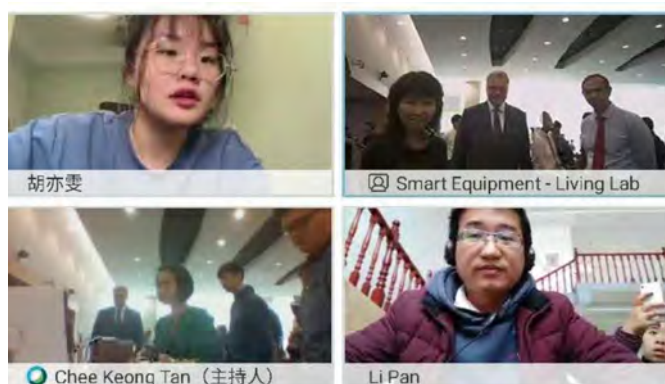 胡亦雯
Smart Equipment - Living Lab
Chee Keong Tan（主持人）
Li Pan